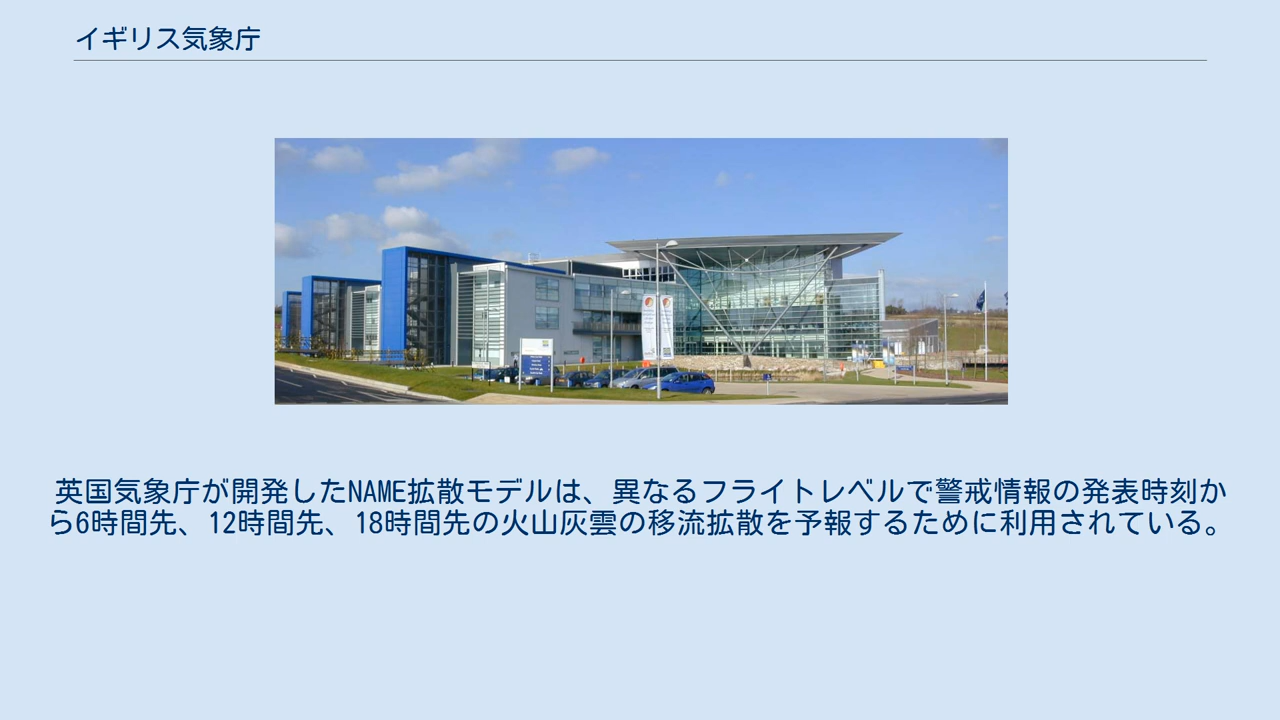 イギリス気象庁
英国気象庁が開発したNAME拡散モデルは、異なるフライトレベルで警戒情報の発表時刻か
ら6時間先、12時間先、18時間先の火山灰雲の移流拡散を予報するために利用されている。